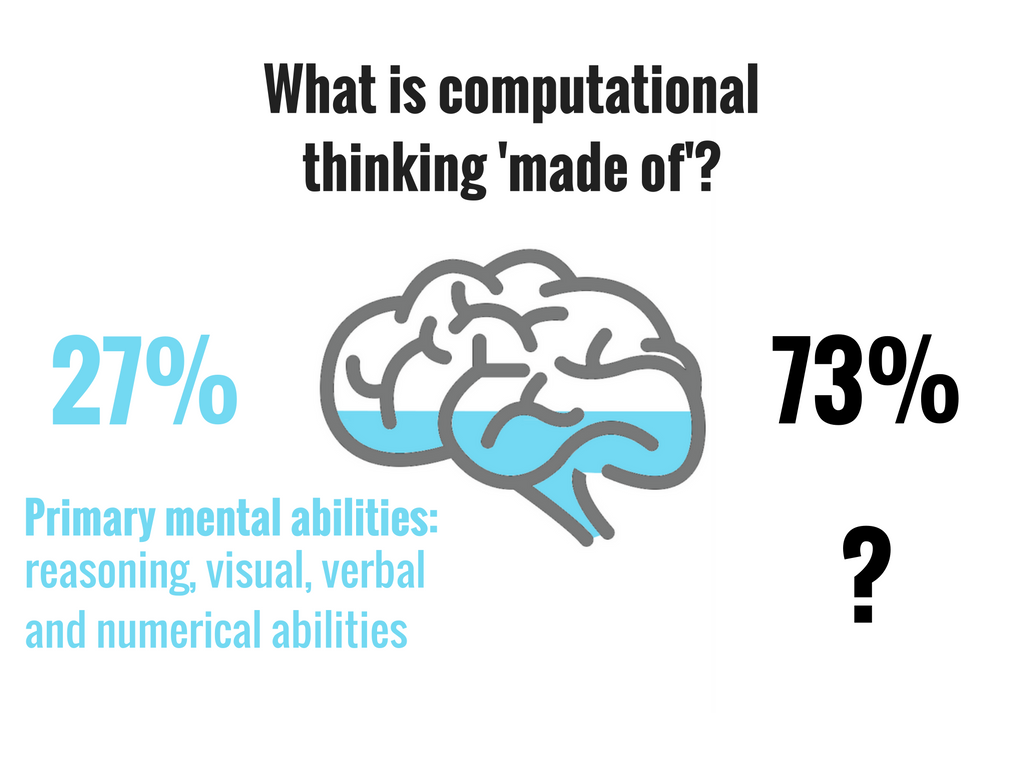 What is computational
thinking 'made of'?
27%
Primary mental abilities:
reasoning, visual, verbal
and numerical abilities
73%
?